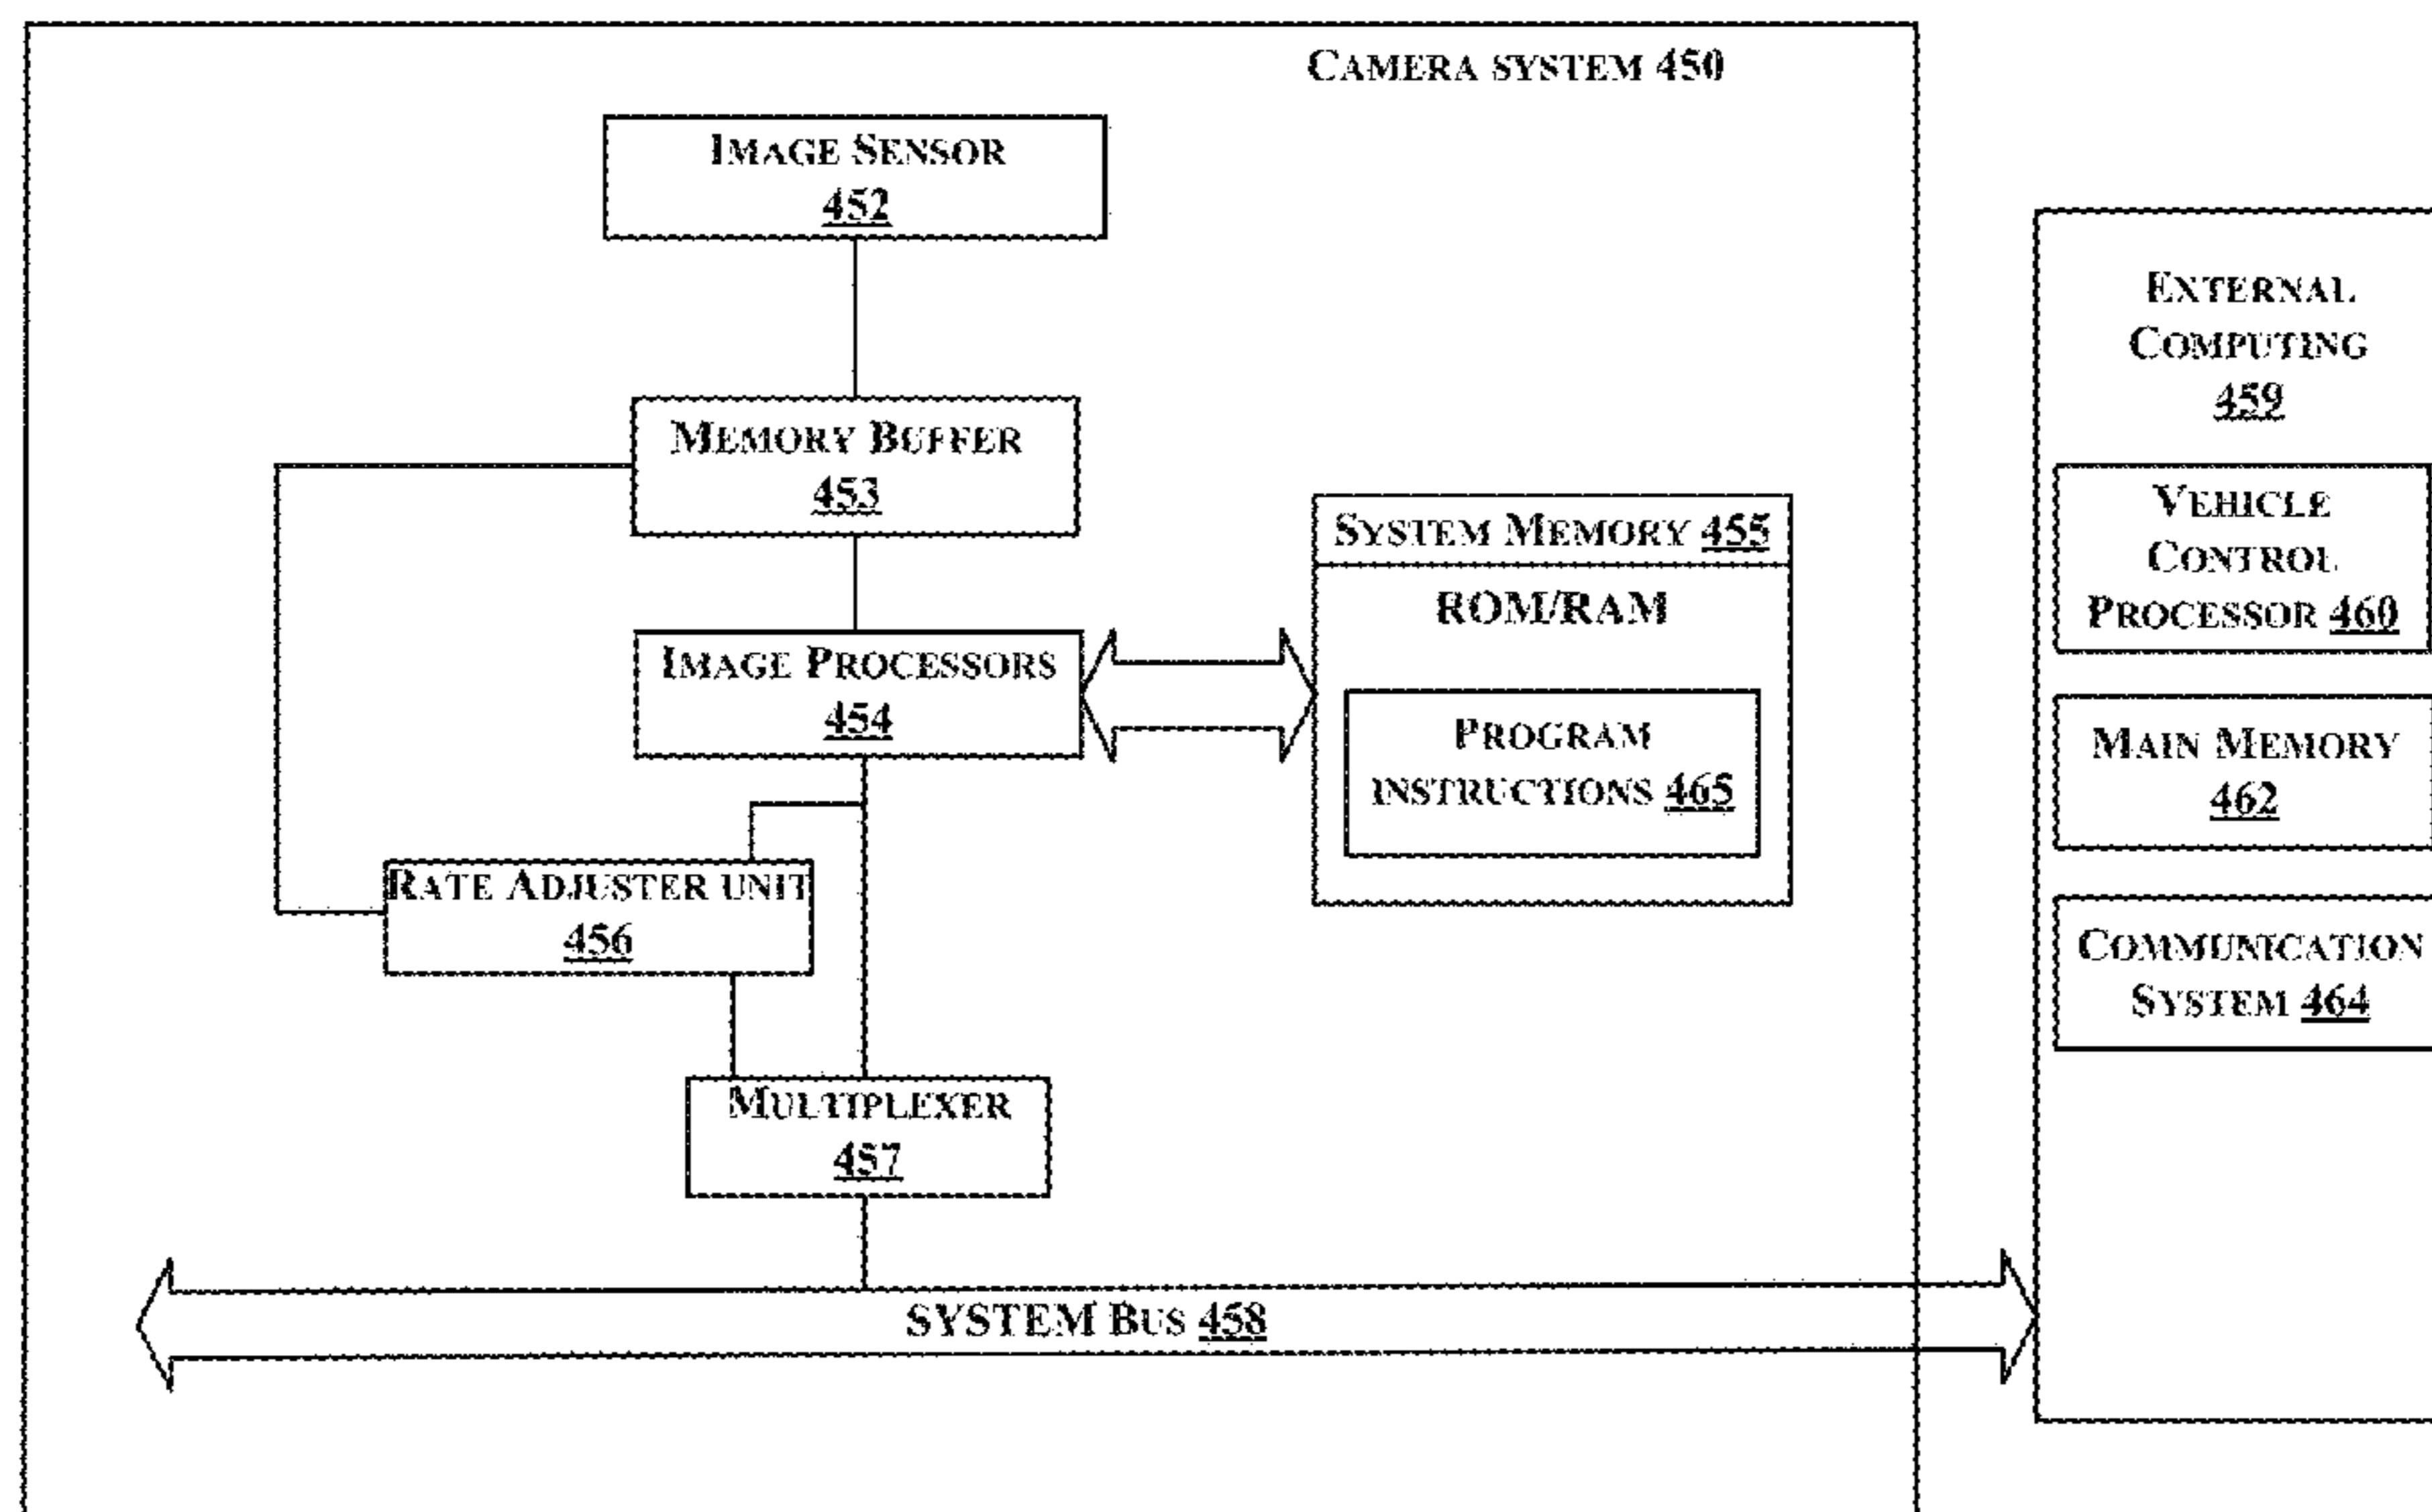 CAMERA SYSTEM 450
IMAGE SENSOR
452
MEMORY BUFFER
453
IMAGE PROCESSORS
454
SYSTEM MEMORY 455
ROM/RAM
PROGRAM
INSTRUCTIONS 465
RATE ADJUSTER UNIT
456
MULTIPLEXER
457
SYSTEM BUS 458
EXTERNAL
COMPUTING
459
VEHICLE
CONTROL
PROCESSOR 460
MAIN MEMORY
462
COMMUNICATION
SYSTEM 464